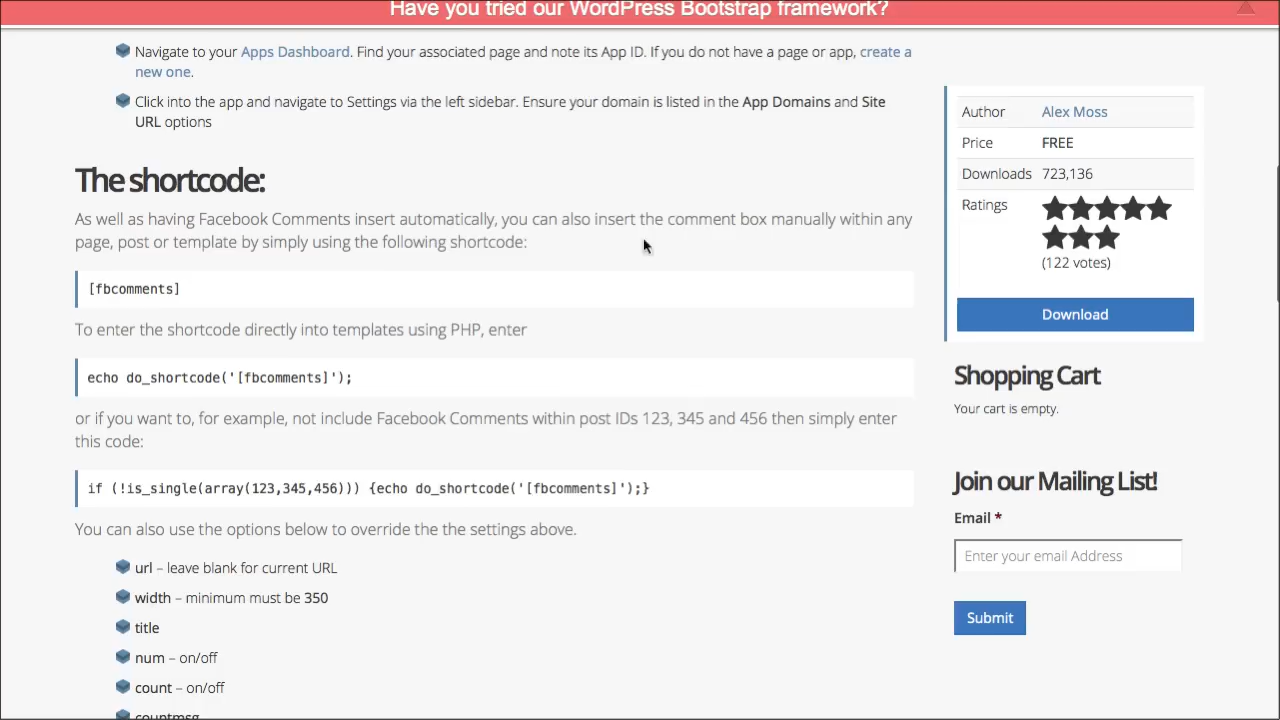 Have you tried our WordPress Bootstrap framework?
Navigate to your Apps Dashboard. Find your associated page and note its App ID. If you do not have a page or app, create a
new one.
Click into the app and navigate to Settings via the left sidebar. Ensure your domain is listed in the App Domains and Site
URL options
The shortcode:
As well as having Facebook Comments insert automatically, you can also insert the comment box manually within any
page, post or template by simply using the following shortcode:
[fbcomments]
To enter the shortcode directly into templates using PHP, enter
echo do_shortcode('[fbcomments]');
or if you want to, for example, not include Facebook Comments within post IDs 123, 345 and 456 then simply enter
this code:
if (!is_single(array(123,345,456))) {echo do_shortcode('[fbcomments]');}
You can also use the options below to override the the settings above.
url – leave blank for current URL
width – minimum must be 350
title
num – on/off
count – on/off
countmsg
Author Alex Moss
Price FREE
Downloads 723,136
Ratings
(122 votes)
Download
Shopping Cart
Your cart is empty.
Join our Mailing List!
Email *
Enter your email Address
Submit